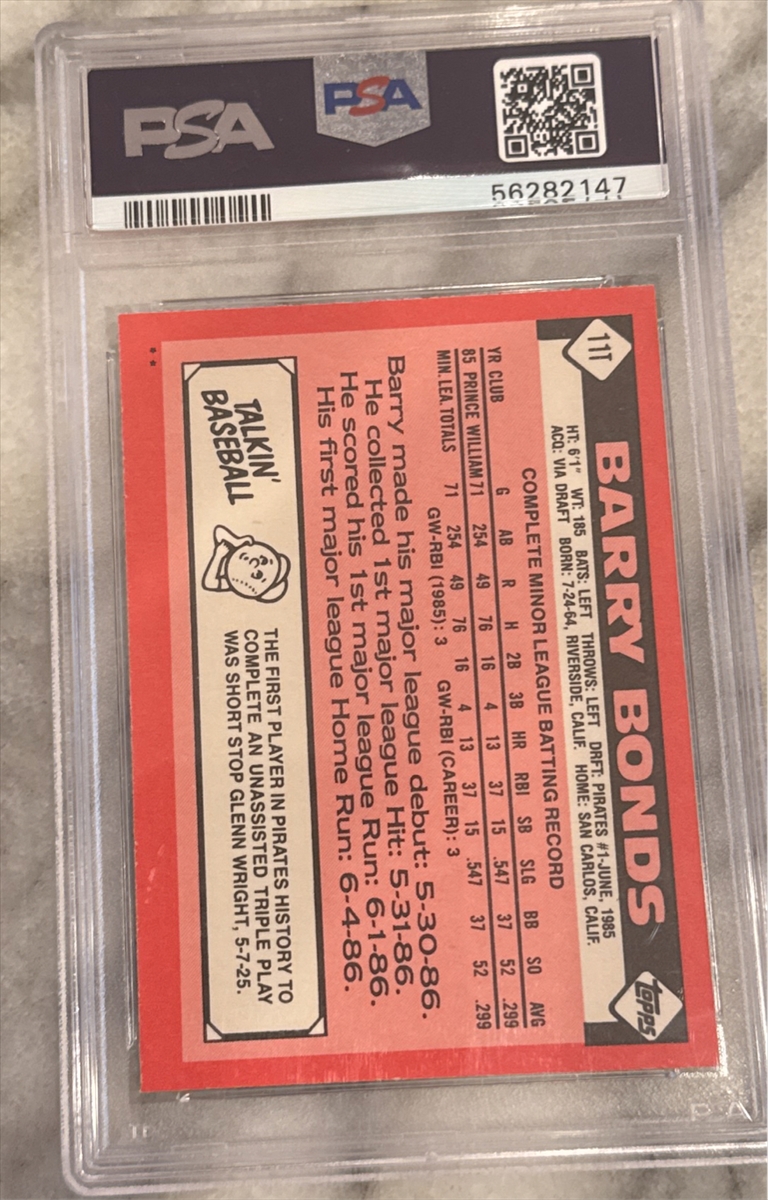 PSA
PSA
56282147
11T
BARRY BONDS
Topps
HT: 6'1" WT: 185 BATS: LEFT THROWS: LEFT DRFT: PIRATES #1-JUNE, 1985
ACQ: VIA DRAFT BORN: 7-24-64, RIVERSIDE, CALIF. HOME: SAN CARLOS, CALIF.
COMPLETE MINOR LEAGUE BATTING RECORD
YR CLUB G AB R H 2B 3B HR RBI SB SLG BB SO AVG
85 PRINCE WILLIAM 71 254 49 76 16 4 13 37 15 .547 37 52 .299
MIN. LEA. TOTALS 71 254 49 76 16 4 13 37 15 .547 37 52 .299
GW-RBI (1985): 3 GW-RBI (CAREER): 3
Barry made his major league debut: 5-30-86.
He collected 1st major league Hit: 5-31-86.
He scored his 1st major league Run: 6-1-86.
His first major league Home Run: 6-4-86.
TALKIN'
BASEBALL
THE FIRST PLAYER IN PIRATES HISTORY TO
COMPLETE AN UNASSISTED TRIPLE PLAY
WAS SHORT STOP GLENN WRIGHT, 5-7-25.
**